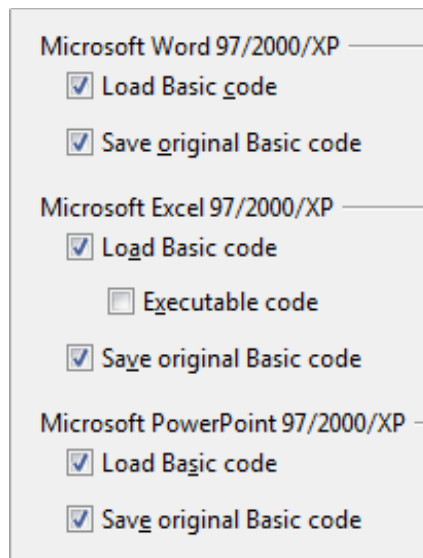 Microsoft Word 97/2000/XP
Load Basic code
Save original Basic code
Microsoft Excel 97/2000/XP
Load Basic code
Executable code
Save original Basic code
Microsoft PowerPoint 97/2000/XP
Load Basic code
Save original Basic code